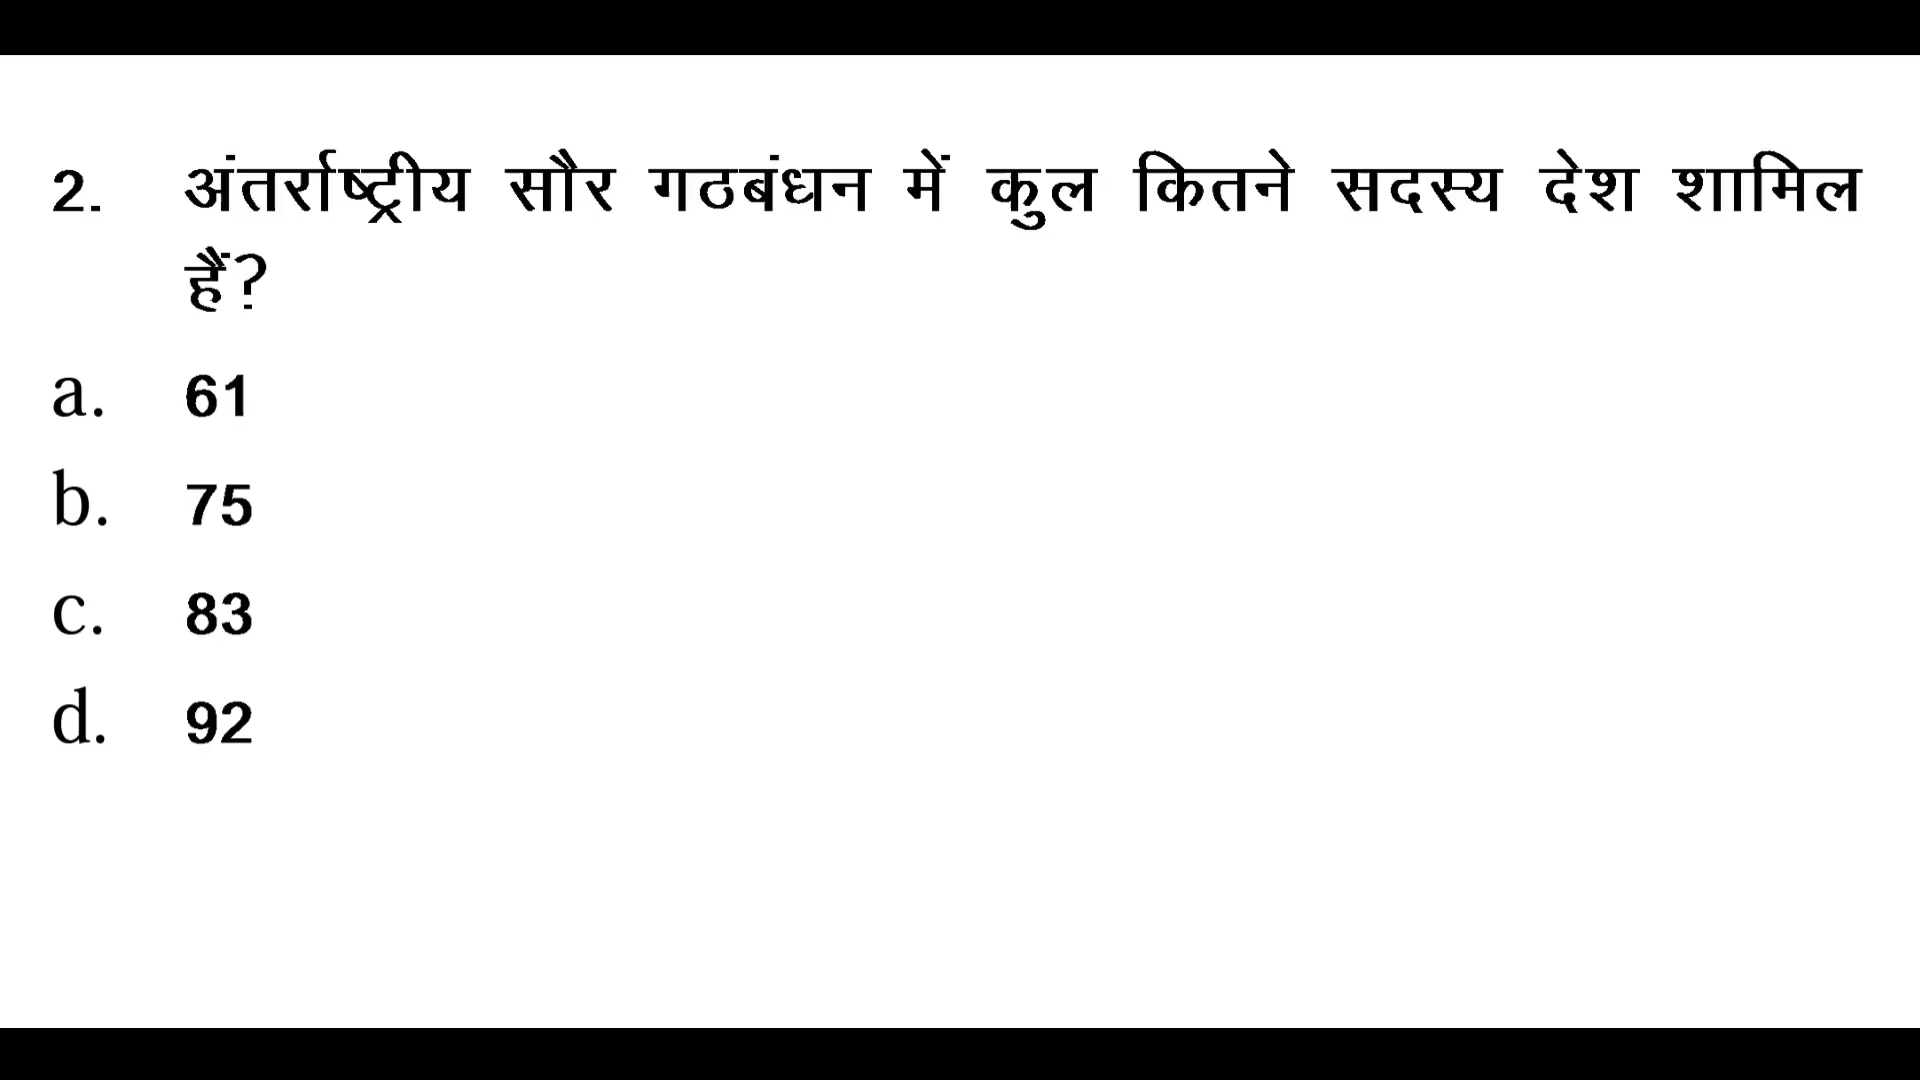 2. अंतर्राष्ट्रीय सौर गठबंधन में कुल कितने सदस्य देश शामिल
हैं?
a. 61
b. 75
c. 83
d. 92